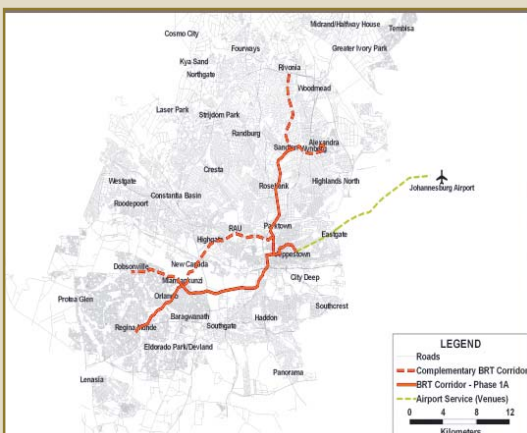 Midrand/Halfway House
Tembisa
Cosmo City
Fourways
Greater Ivory Park
Kya Sand
Northgate
Rivonia
Woodmead
Laser Park
Strijdom Park
Randburg
Alexandra
Cresta
Rosebank
Highlands North
Westgate
Constantia Basin
Roodepoort
Johannesburg Airport
Parktown
RAU
Highgate
Eastgate
Dobsonville
New Canada
City Deep
Protea Glen
Orlando
Baragwanath
Haddon
Southcrest
Southgate
Eldorado Park/Devland
Panorama
Lenasia
LEGEND
Roads
Complementary BRT Corridor
BRT Corridor - Phase 1A
Airport Service (Venues)
0 4 8 12
Kilometers